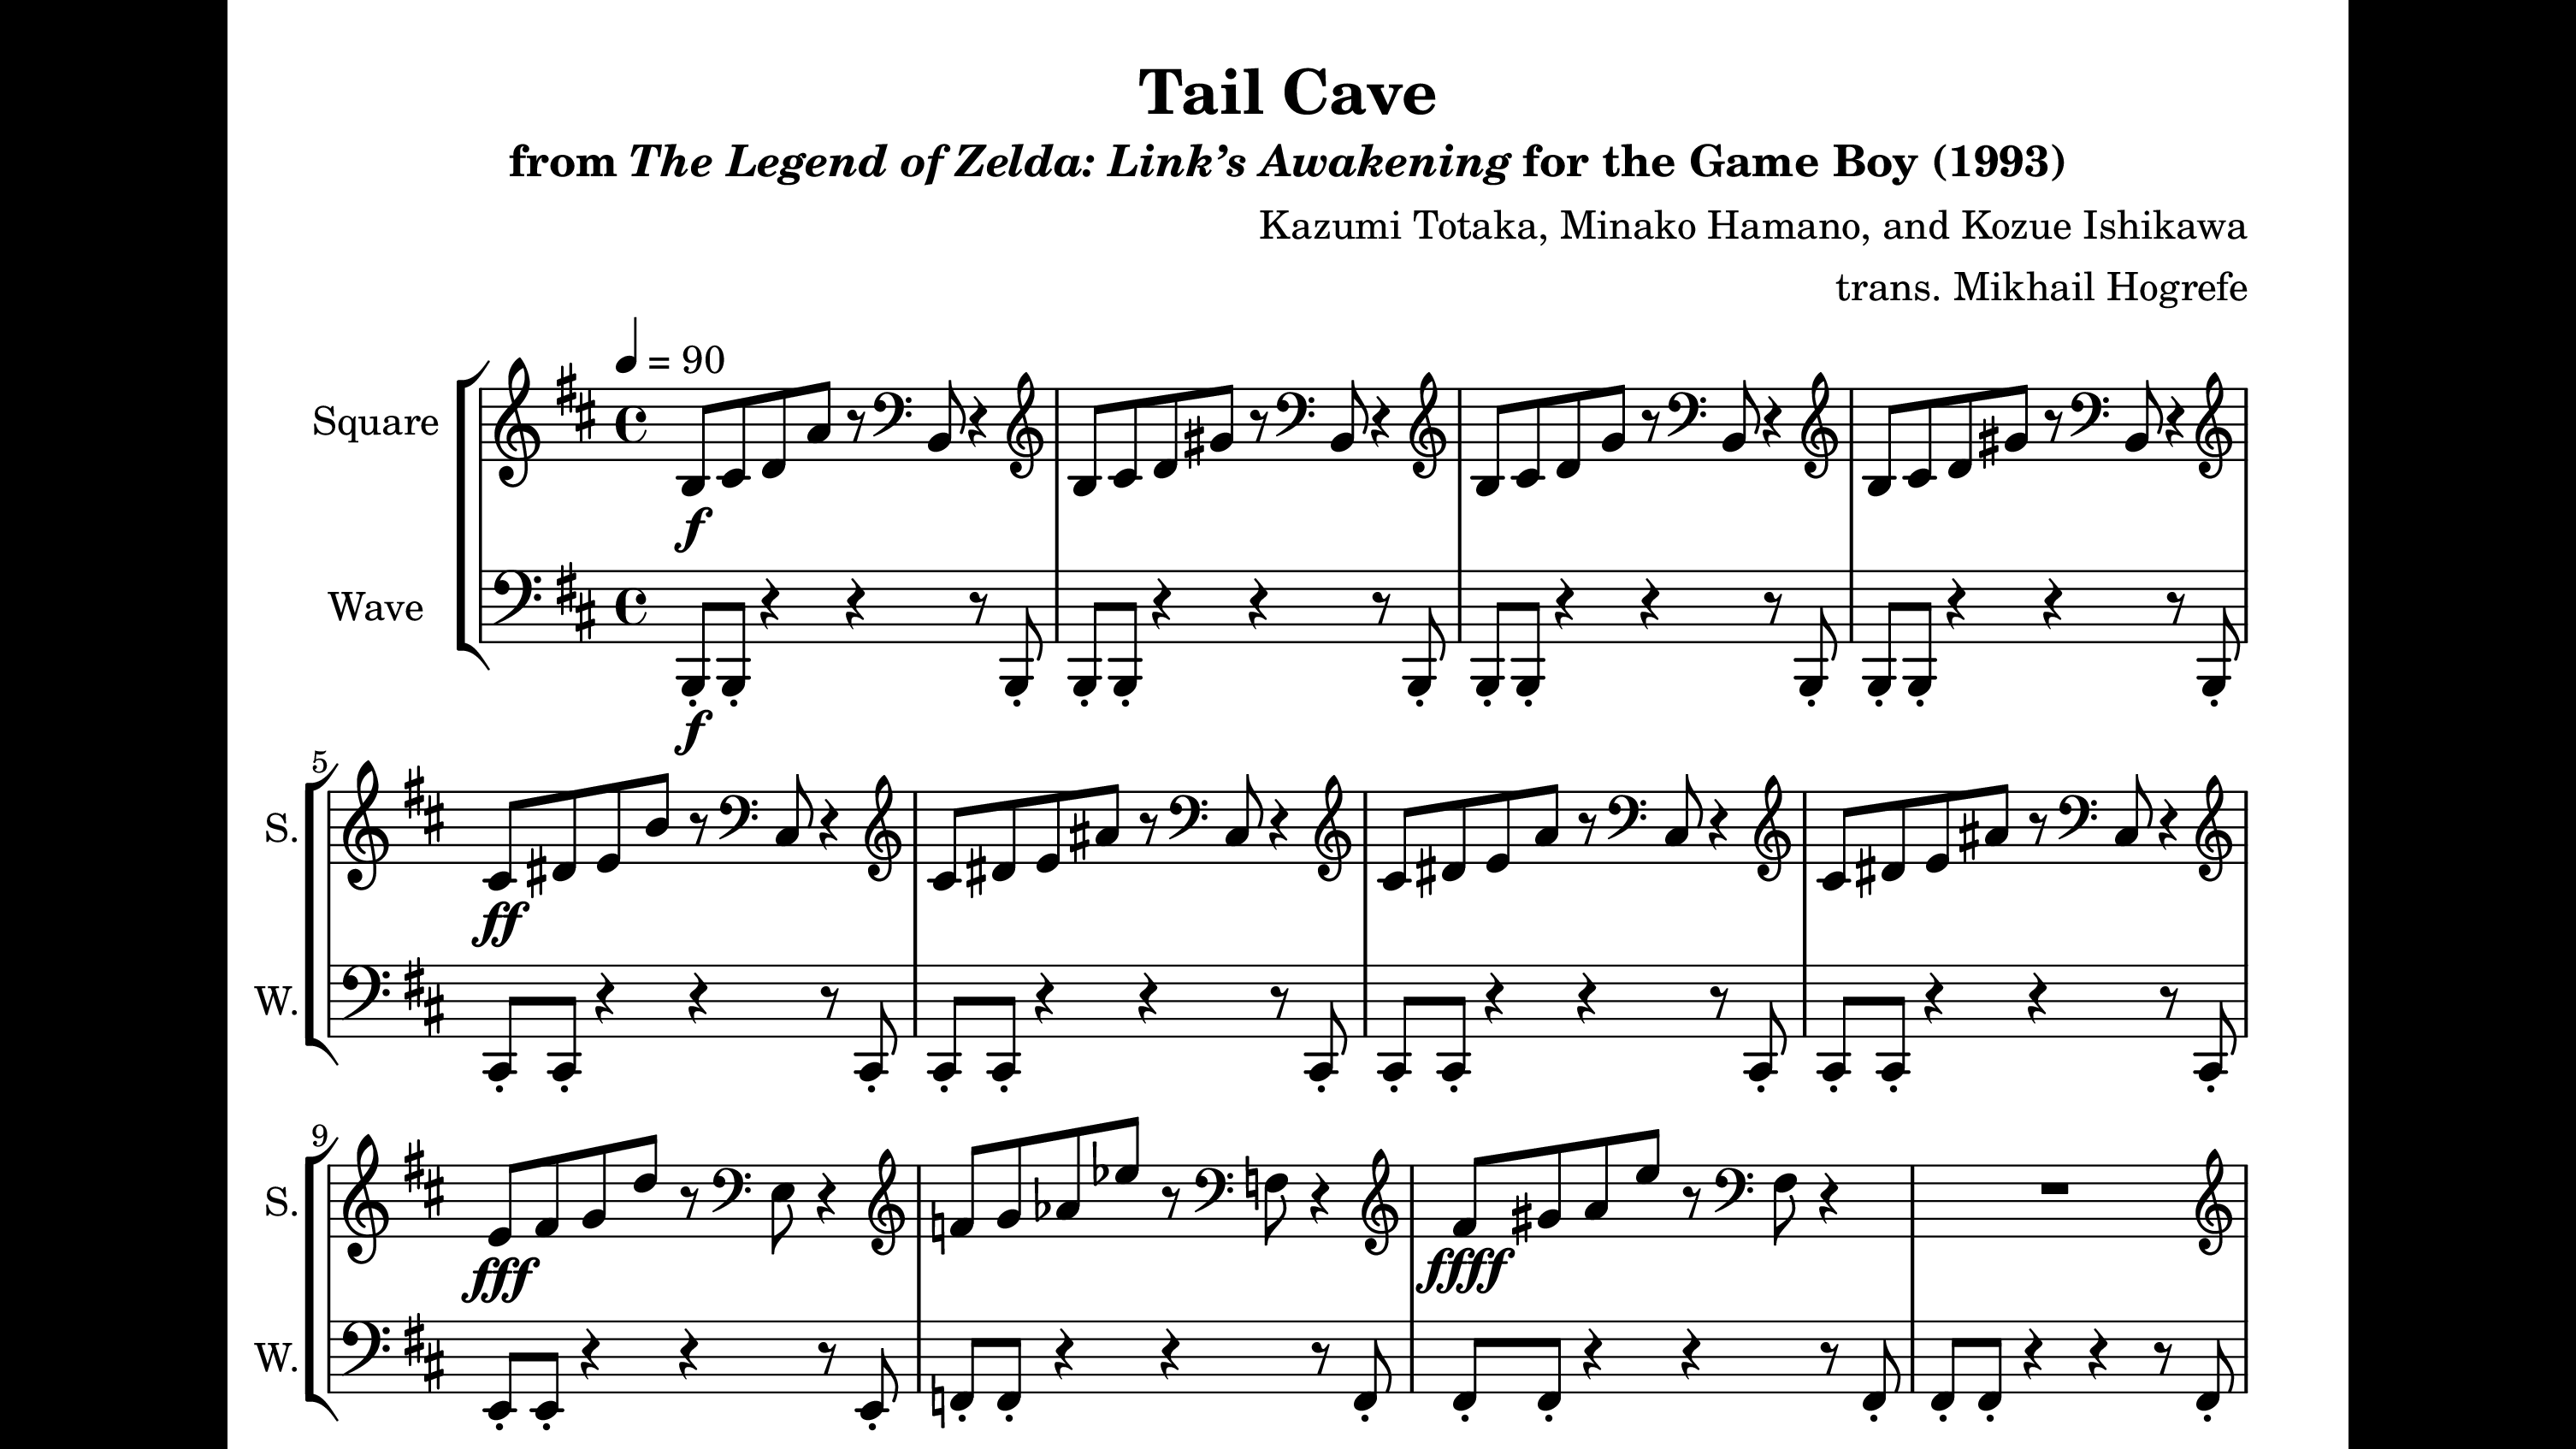 Tail Cave
from The Legend of Zelda: Link’s Awakening for the Game Boy (1993)
Kazumi Totaka, Minako Hamano, and Kozue Ishikawa
trans. Mikhail Hogrefe
= 90
Square
f
Wave
f
5
S.
ff
W.
9
S.
fff
ffff
W.